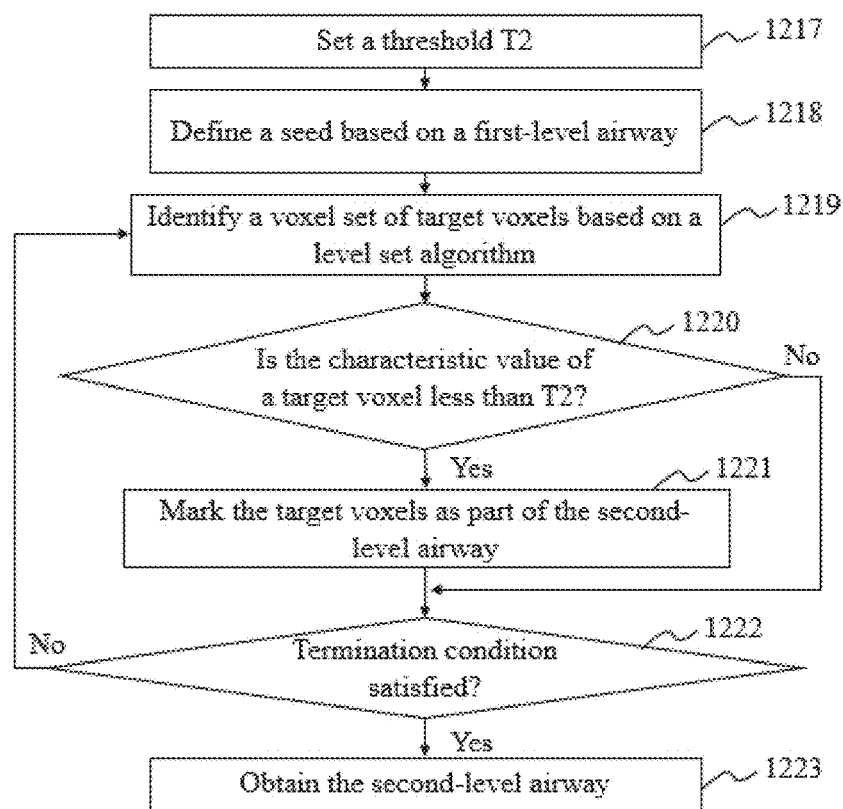 Set a threshold T2
1217
Define a seed based on a first-level airway
1218
Identify a voxel set of target voxels based on a
level set algorithm
1219
1220
Is the characteristic value of
a target voxel less than T2?
No
Yes
1221
Mark the target voxels as part of the second-
level airway
1222
No
Termination condition
satisfied?
Yes
1223
Obtain the second-level airway